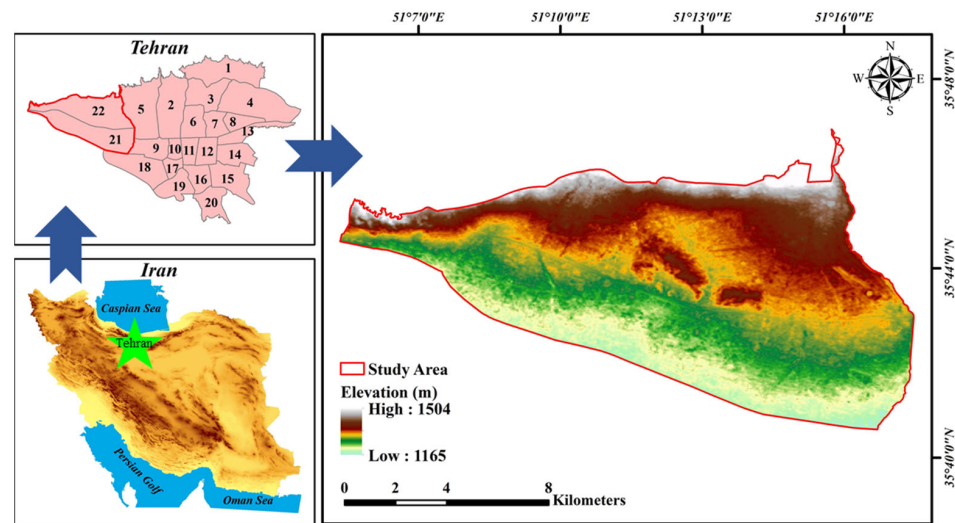 Tehran
1
2
3
4
5
6
7
8
9
10
11
12
13
14
15
16
17
18
19
20
21
22
Iran
Caspian Sea
Tehran
Persian Golf
Oman Sea
51°7'0"E
51°10'0"E
51°13'0"E
51°16'0"E
35°48'0"N
35°44'0"N
35°40'0"N
N
W
E
S
Study Area
Elevation (m)
High : 1504
Low : 1165
0 2 4 8
Kilometers